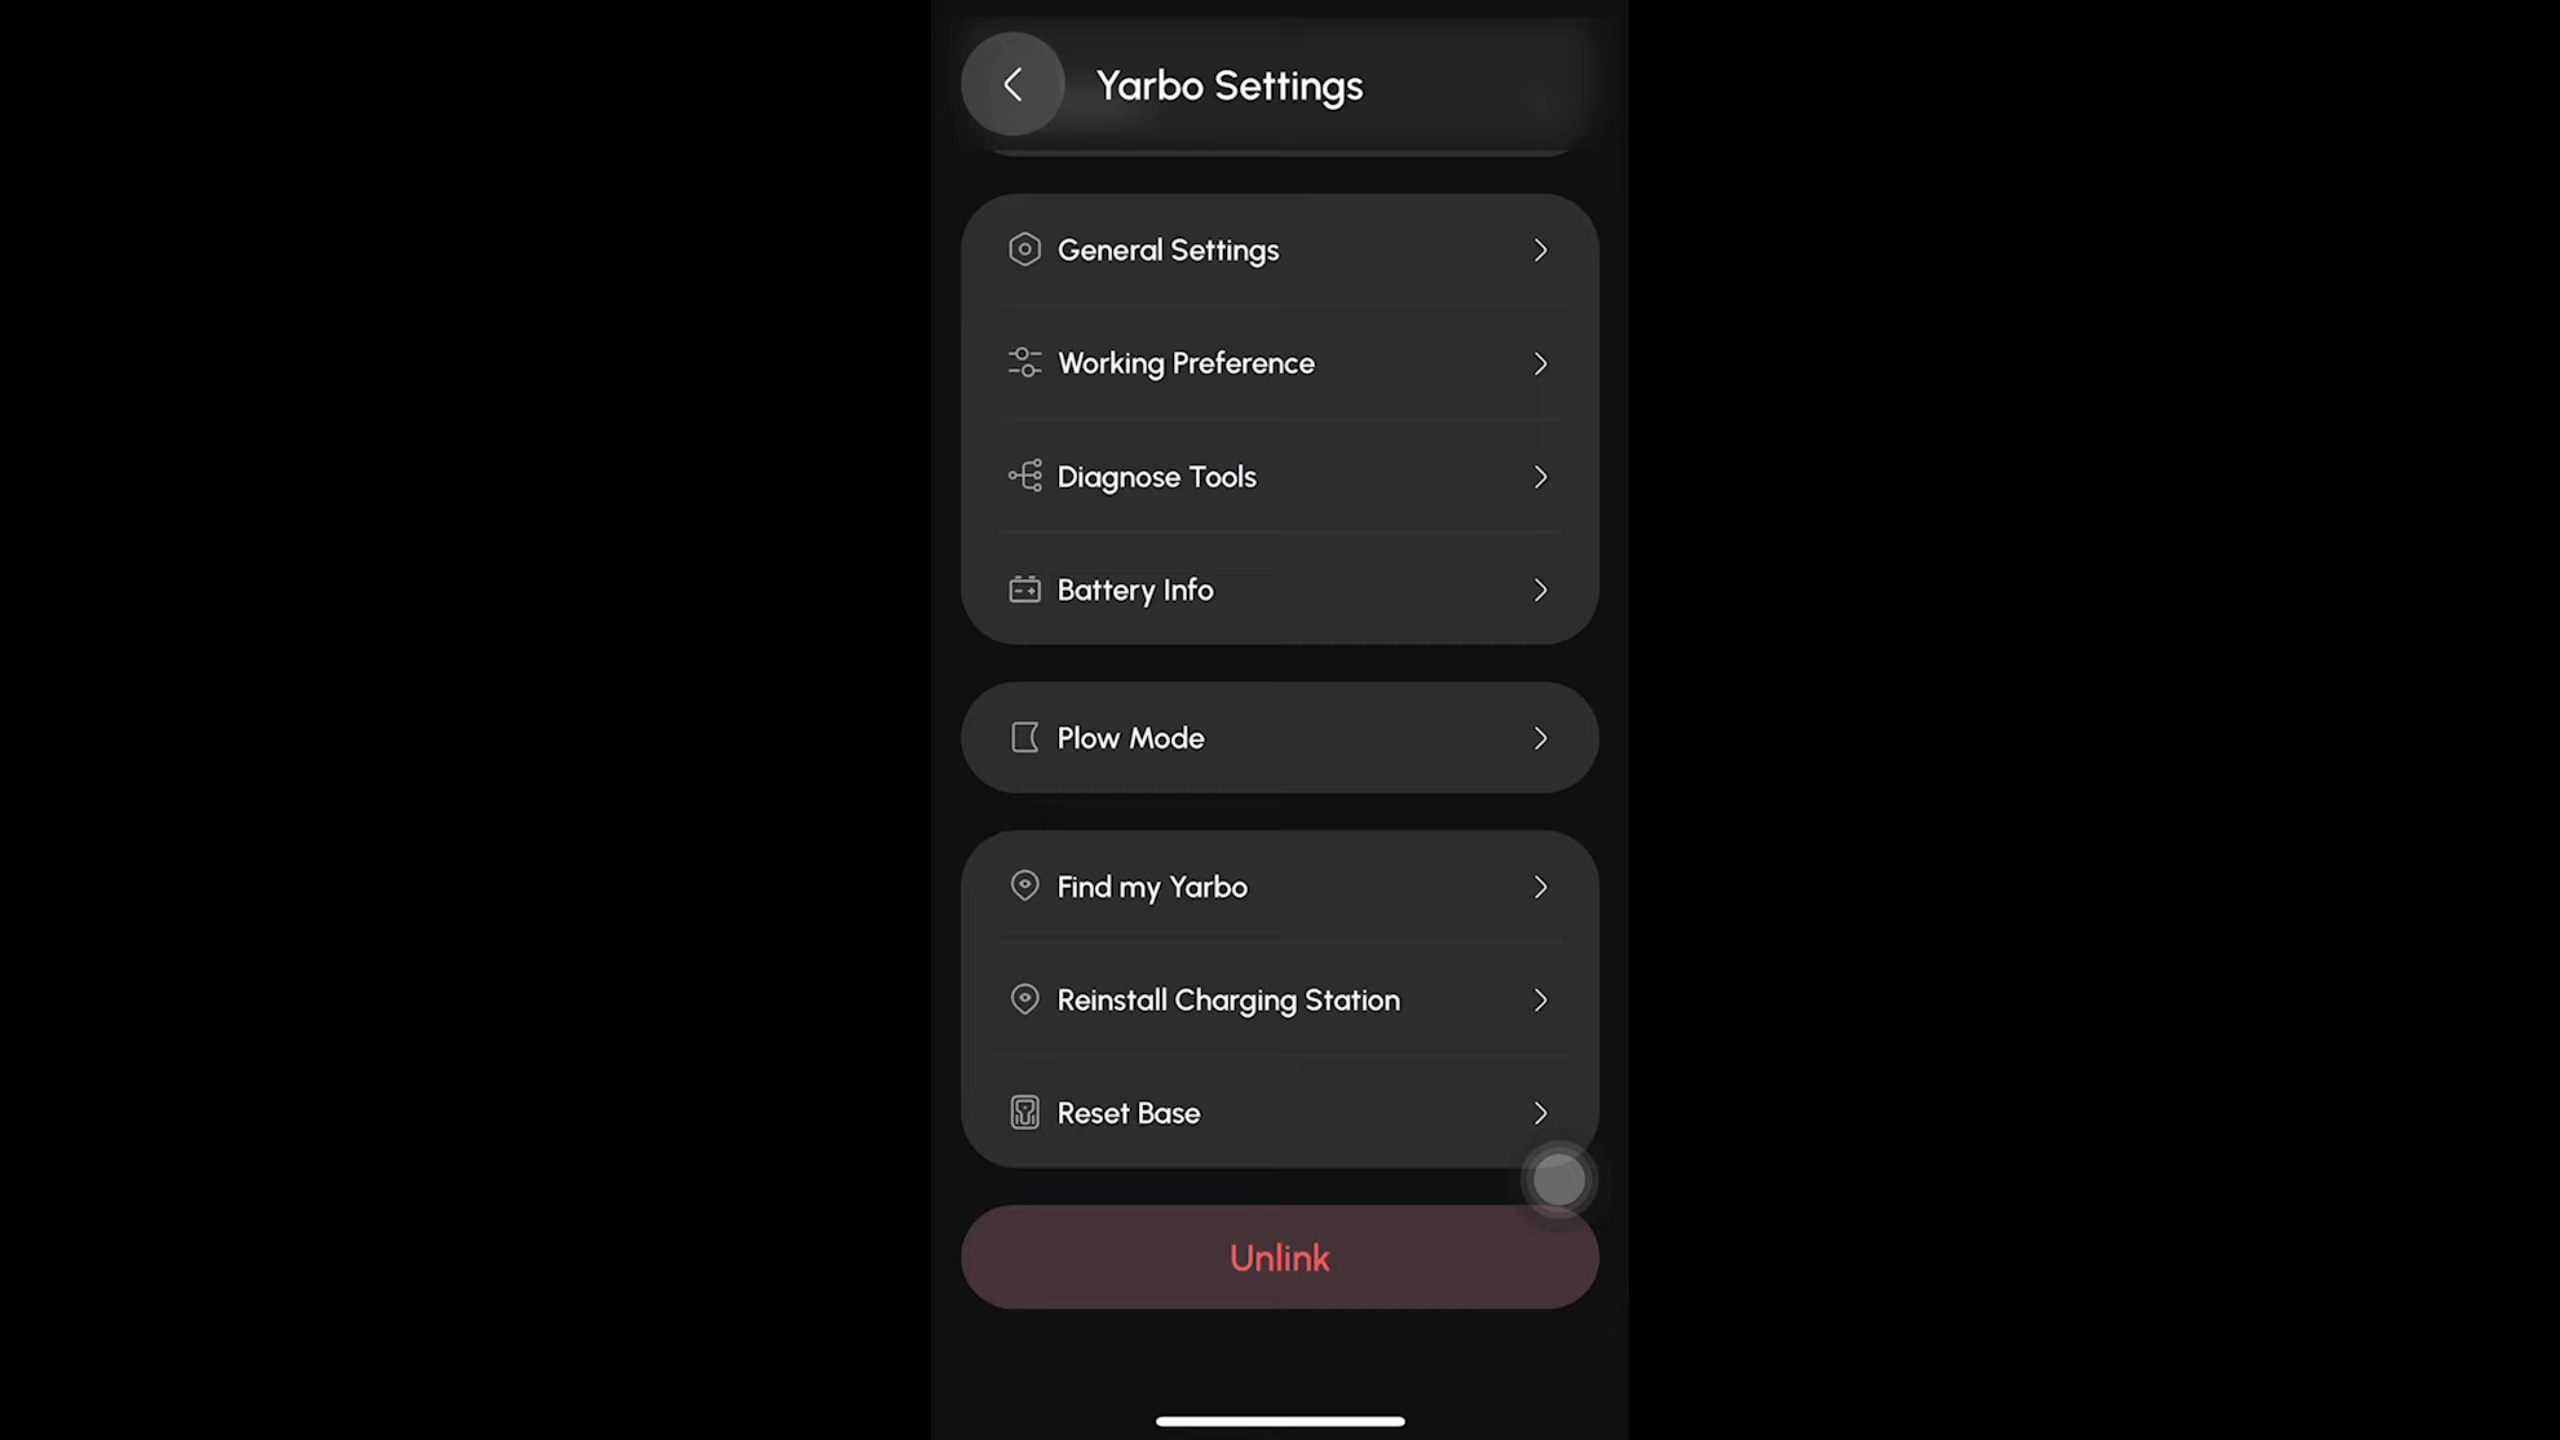 Yarbo Settings
General Settings
Working Preference
Diagnose Tools
Battery Info
Plow Mode
Find my Yarbo
Reinstall Charging Station
Reset Base
Unlink